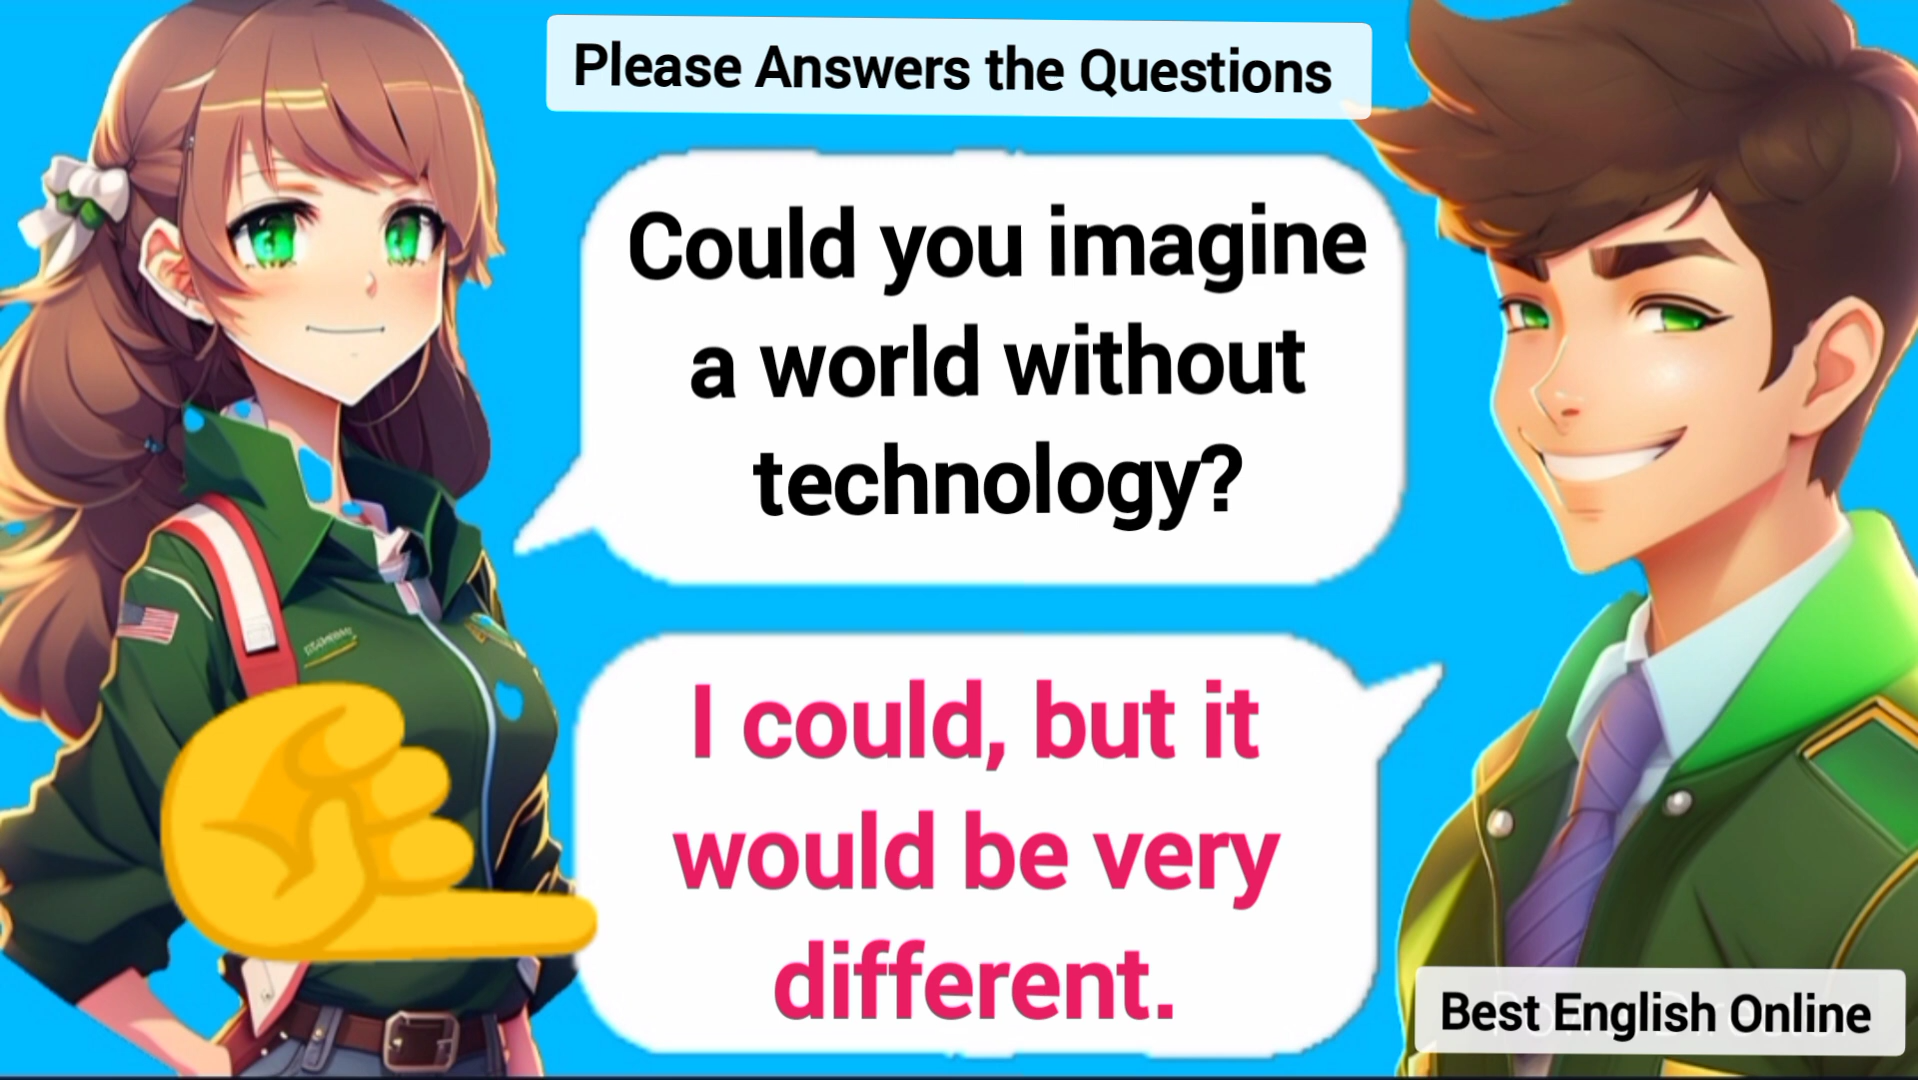 Please Answers the Questions
Could you imagine
a world without
technology?
I could, but it
would be very
different.
Best English Online